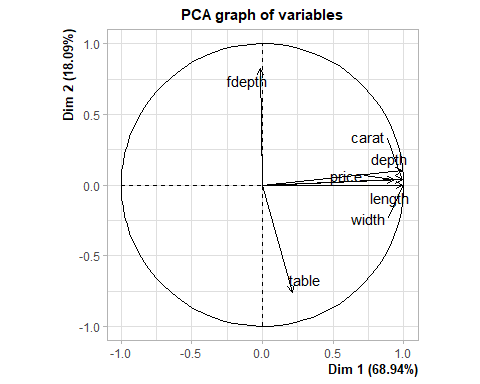 PCA graph of variables
Dim 2 (18.09%)
1.0
0.5
0.0
-0.5
-1.0
fdepth
carat
depth
price
length
width
table
-1.0 -0.5 0.0 0.5 1.0
Dim 1 (68.94%)